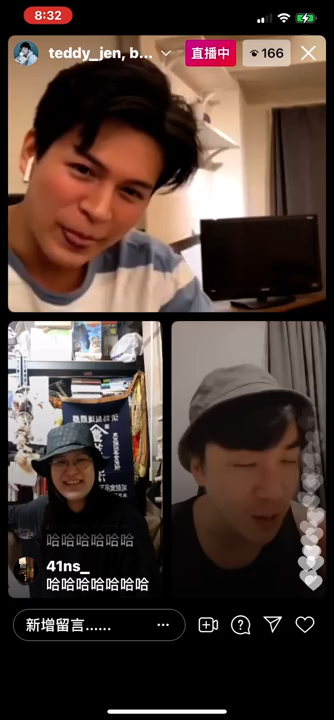 8:32
teddy_jen, b...
直播中
166
哈哈哈哈哈哈
41ns_
哈哈哈哈哈哈哈
新增留言......